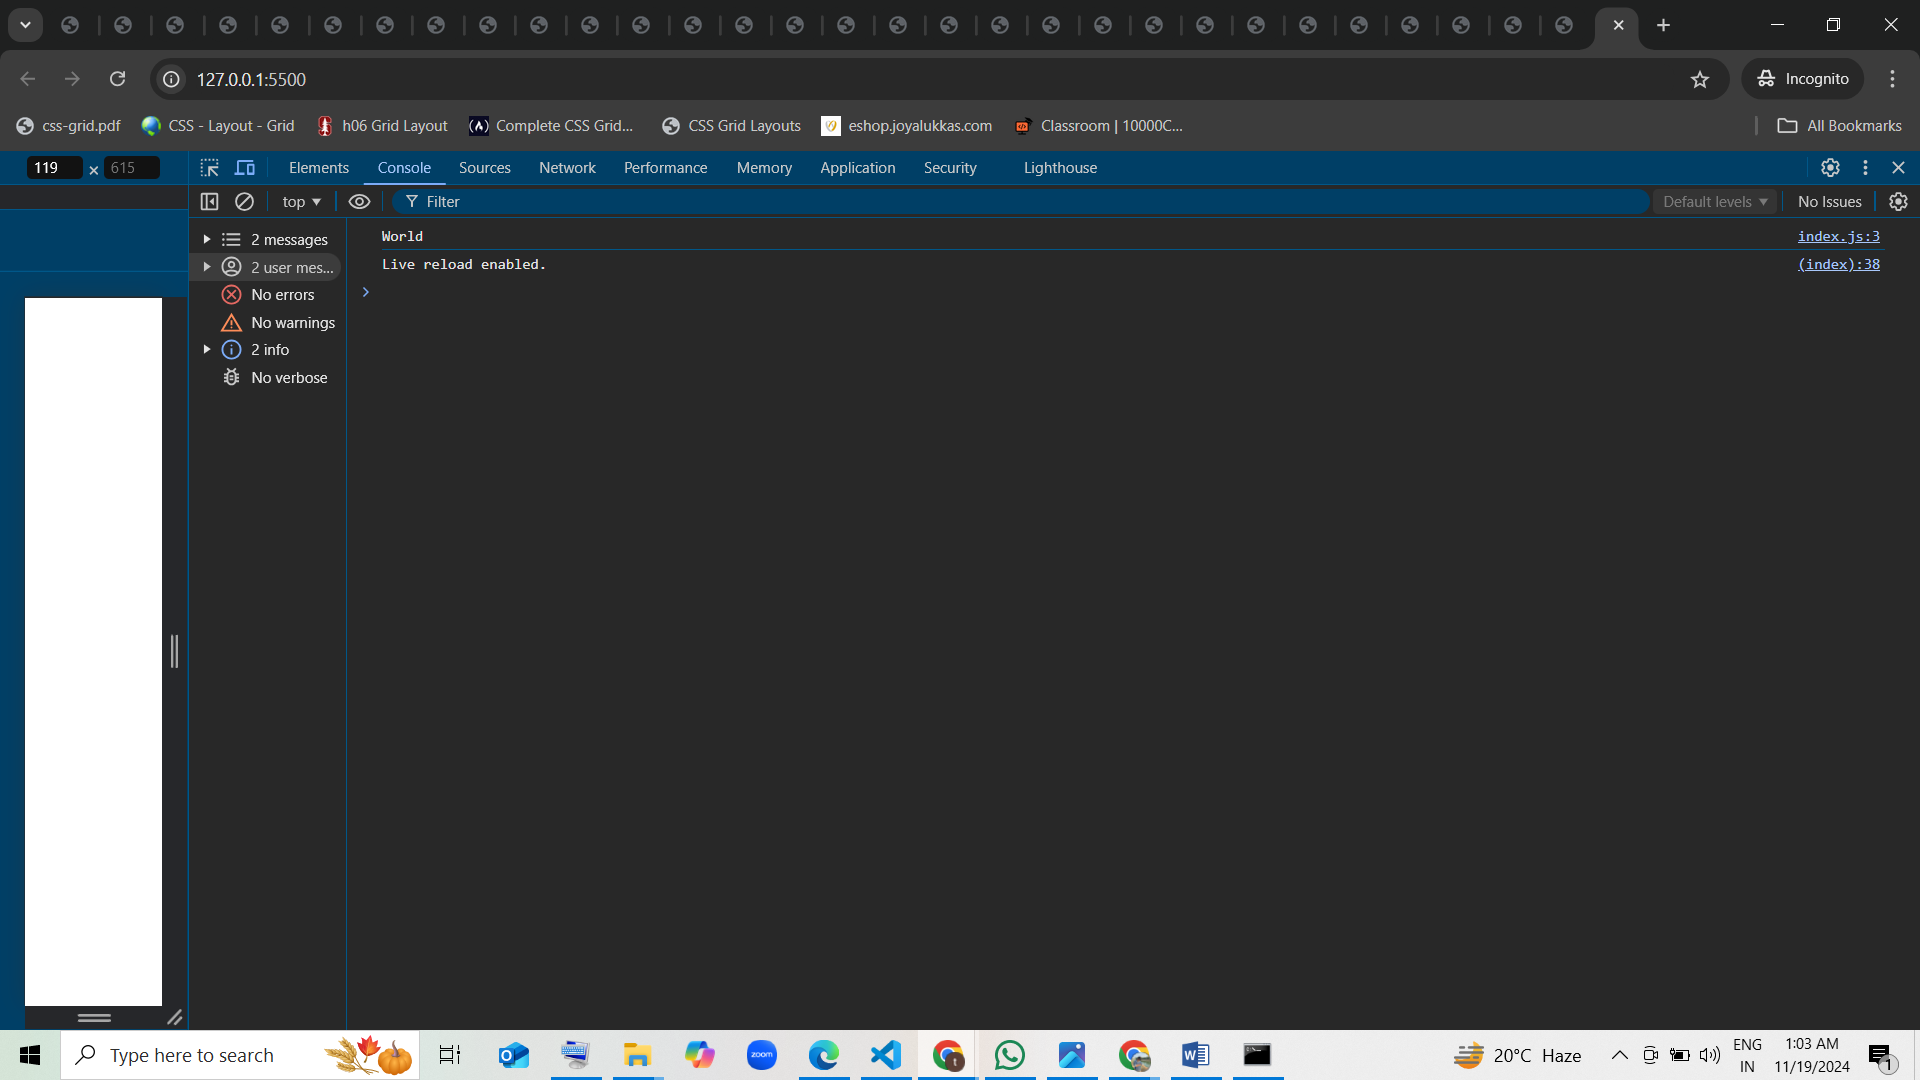 127.0.0.1:5500
Incognito
css-grid.pdf
CSS - Layout - Grid
h06 Grid Layout
Complete CSS Grid...
CSS Grid Layouts
eshop.joyalukkas.com
Classroom | 10000C...
All Bookmarks
119 × 615
Elements Console Sources Network Performance Memory Application Security Lighthouse
top Filter Default levels No Issues
2 messages
2 user mes...
No errors
No warnings
2 info
No verbose
World index.js:3
Live reload enabled. (index):38
Type here to search
zoom
20°C Haze
ENG
IN
1:03 AM
11/19/2024
1